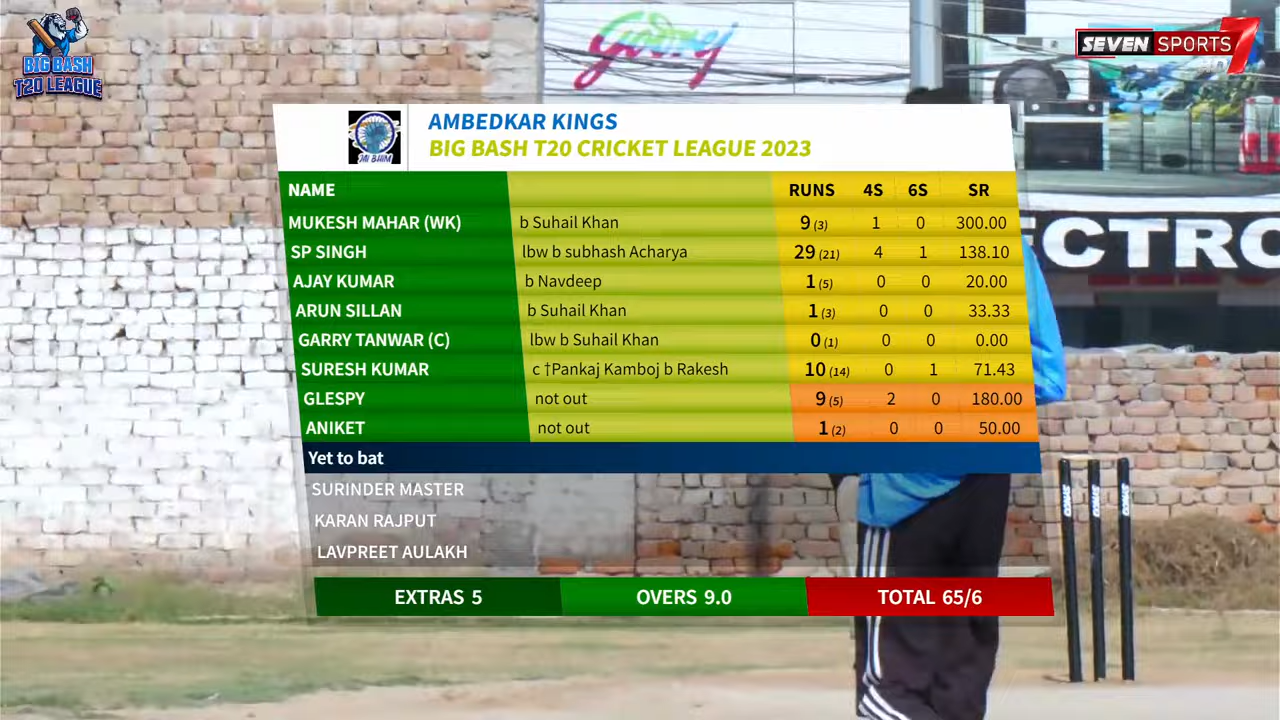 BIG BASH
T20 LEAGUE
Godrej
SEVEN SPORTS 7
HD
JAI BHIM
AMBEDKAR KINGS
BIG BASH T20 CRICKET LEAGUE 2023
NAME RUNS 4S 6S SR
MUKESH MAHAR (WK) b Suhail Khan 9 (3) 1 0 300.00
SP SINGH lbw b subhash Acharya 29 (21) 4 1 138.10
AJAY KUMAR b Navdeep 1 (5) 0 0 20.00
ARUN SILLAN b Suhail Khan 1 (3) 0 0 33.33
GARRY TANWAR (C) lbw b Suhail Khan 0 (1) 0 0 0.00
SURESH KUMAR c †Pankaj Kamboj b Rakesh 10 (14) 0 1 71.43
GLESPY not out 9 (5) 2 0 180.00
ANIKET not out 1 (2) 0 0 50.00
Yet to bat
SURINDER MASTER
KARAN RAJPUT
LAVPREET AULAKH
EXTRAS 5 OVERS 9.0 TOTAL 65/6
ECTRO